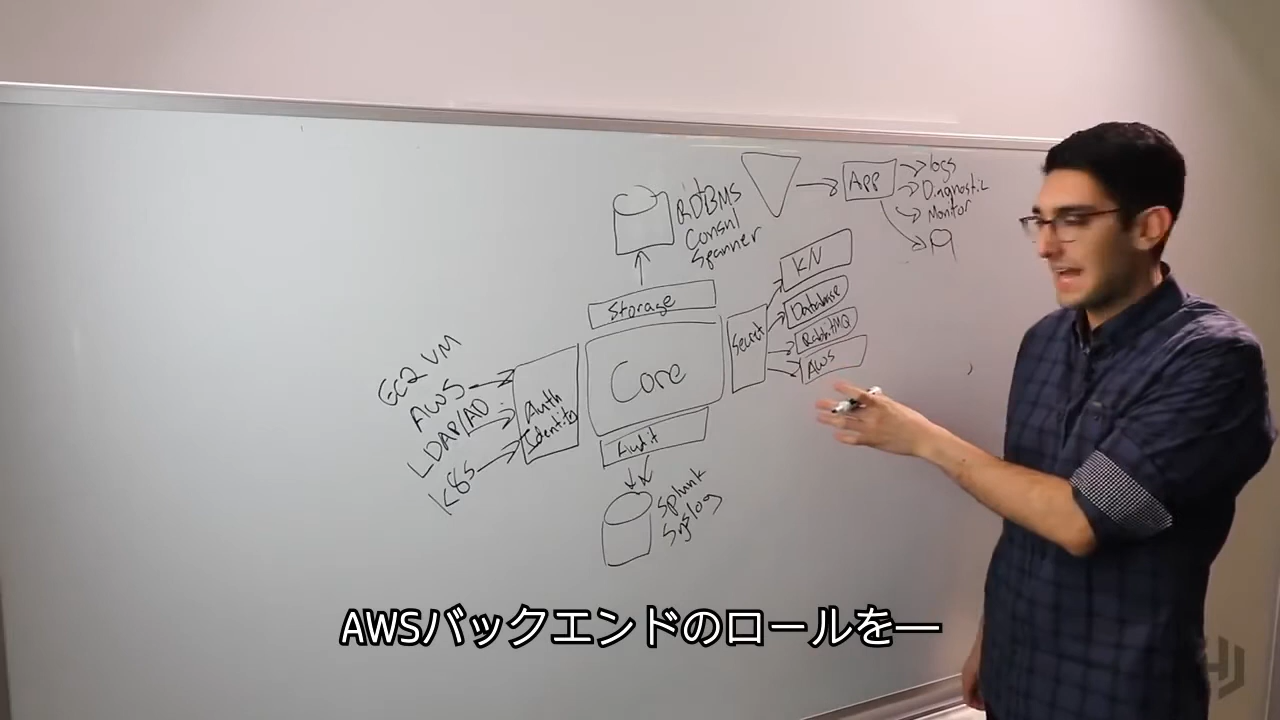 RDBMS
Consul
Spanner
App
logs
Diagnostic
Monitor
KV
Database
RabbitMQ
AWS
Storage
Core
Secret
EC2 VM
AWS
LDAP/AD
K8S
Auth
Identity
Audit
Splunk
Syslog
AWSバックエンドのロールを―